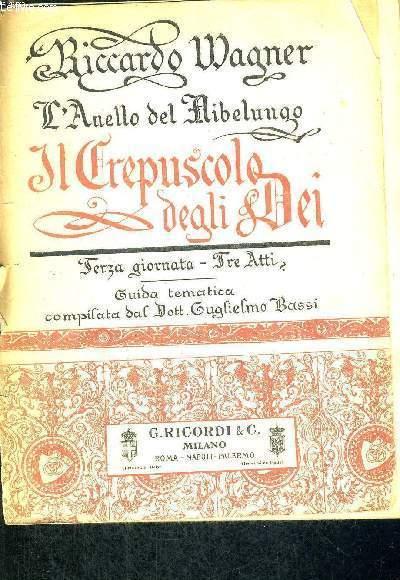 Riccardo Wagner
L'Anello del Nibelungo
Il Crepuscolo
degli Dei
Terza giornata - Tre Atti
Guida tematica
compilata dal Dott. Guglielmo Bassi
G. RICORDI & C.
MILANO
ROMA - NAPOLI - PALERMO